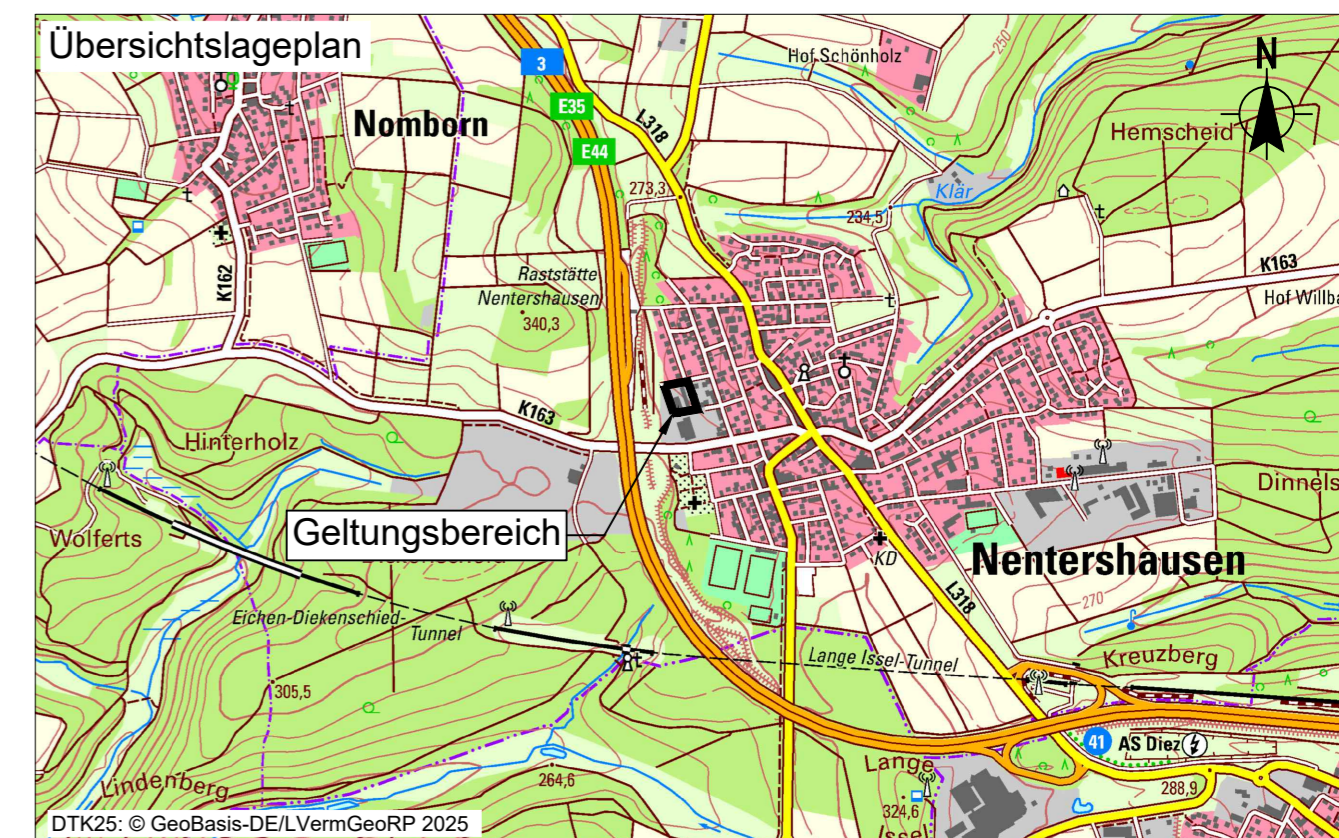 Übersichtslageplan
N
3
E35
E44
L318
Hof Schönholz
250
Nomborn
Hemscheid
Klär
273,3
234,5
K162
K163
Hof Willba
Raststätte
Nentershausen
340,3
K163
Hinterholz
Dinnels
Wolferts
Geltungsbereich
KD
Nentershausen
Eichen-Diekenschied-
Tunnel
L318
270
Lange Issel-Tunnel
Kreuzberg
305,5
41
AS Diez
Lange
Issel
264,6
324,6
288,9
Lindenberg
DTK25: © GeoBasis-DE/LVermGeoRP 2025